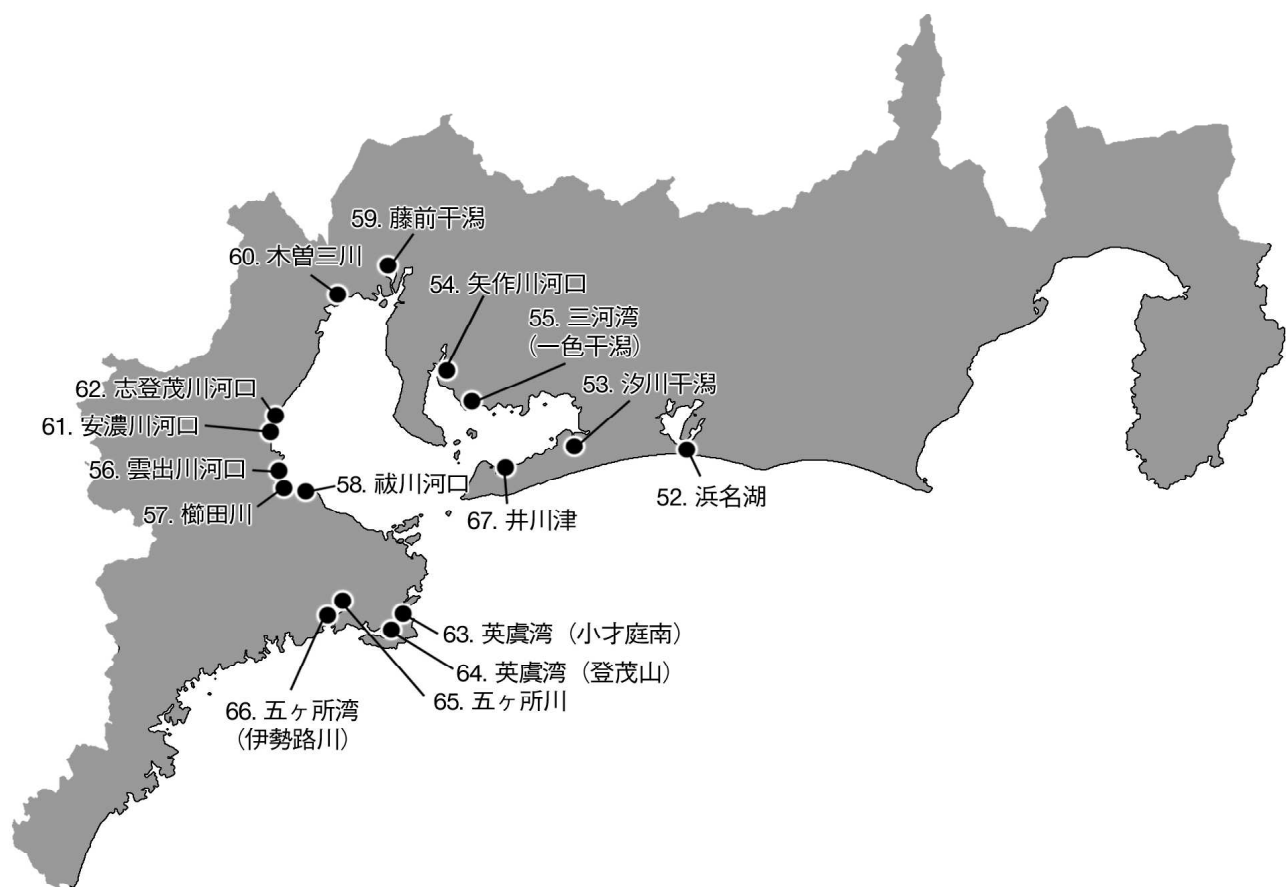 59. 藤前干潟
60. 木曽三川
54. 矢作川河口
55. 三河湾
（一色干潟）
53. 汐川干潟
62. 志登茂川河口
61. 安濃川河口
56. 雲出川河口
58. 祓川河口
57. 櫛田川
52. 浜名湖
67. 井川津
63. 英虞湾（小才庭南）
64. 英虞湾（登茂山）
65. 五ヶ所川
66. 五ヶ所湾
（伊勢路川）